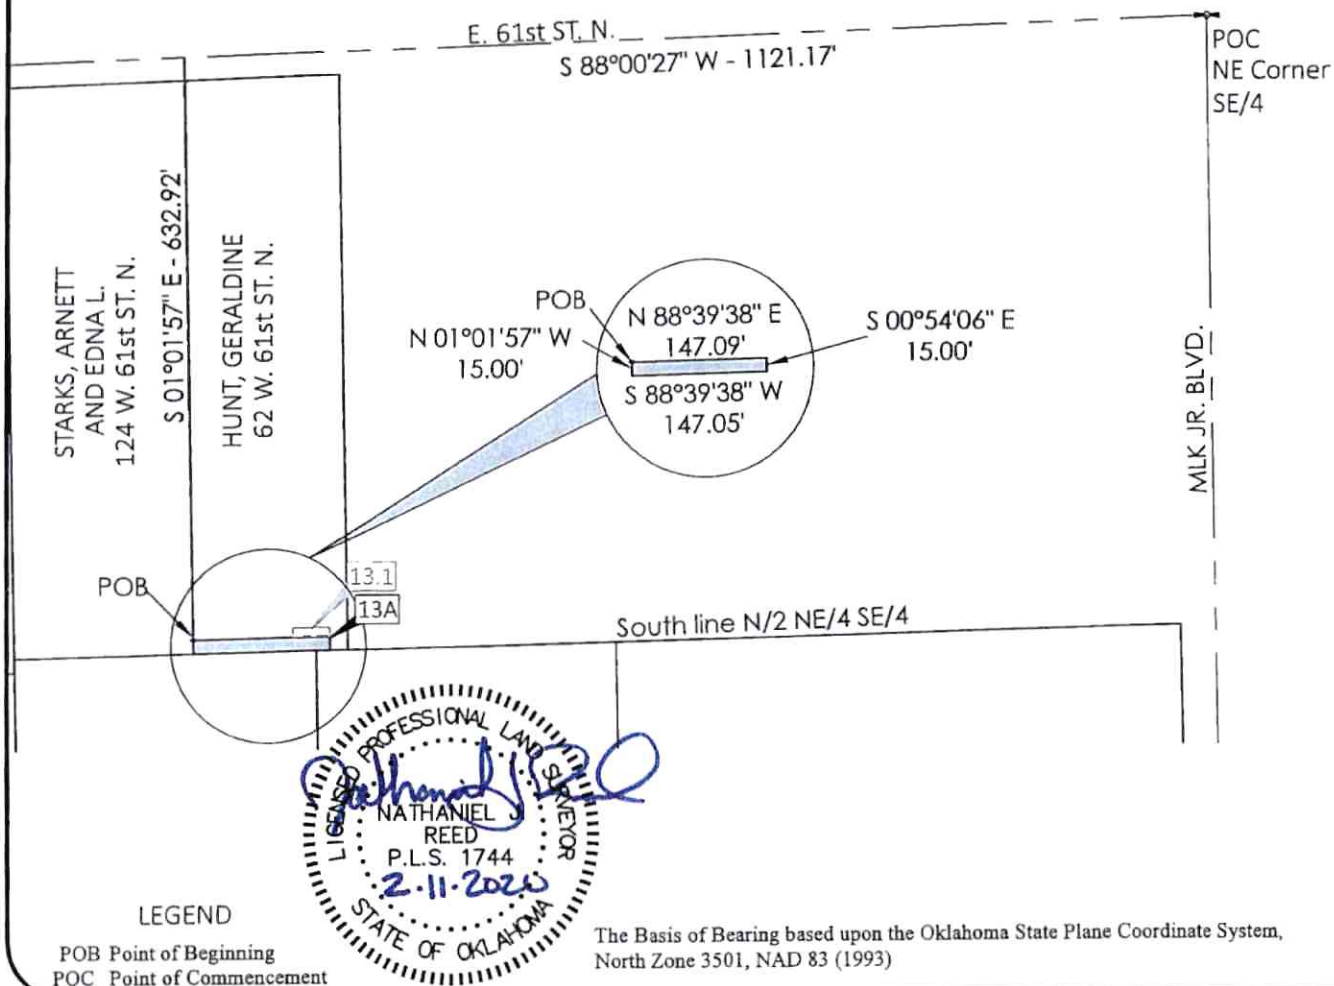 E. 61st ST. N.
S 88°00'27" W - 1121.17'
POC
NE Corner
SE/4
STARKS, ARNETT
AND EDNA L.
124 W. 61st ST. N.
S 01°01'57" E - 632.92'
HUNT, GERALDINE
62 W. 61st ST. N.
POB
N 01°01'57" W
15.00'
N 88°39'38" E
147.09'
S 88°39'38" W
147.05'
S 00°54'06" E
15.00'
MLK JR. BLVD.
POB
13.1
13A
South line N/2 NE/4 SE/4
LICENSED PROFESSIONAL LAND SURVEYOR
Nathaniel J Reed
NATHANIEL J.
REED
P.L.S. 1744
2.11.2020
STATE OF OKLAHOMA
LEGEND
POB Point of Beginning
POC Point of Commencement
The Basis of Bearing based upon the Oklahoma State Plane Coordinate System,
North Zone 3501, NAD 83 (1993)